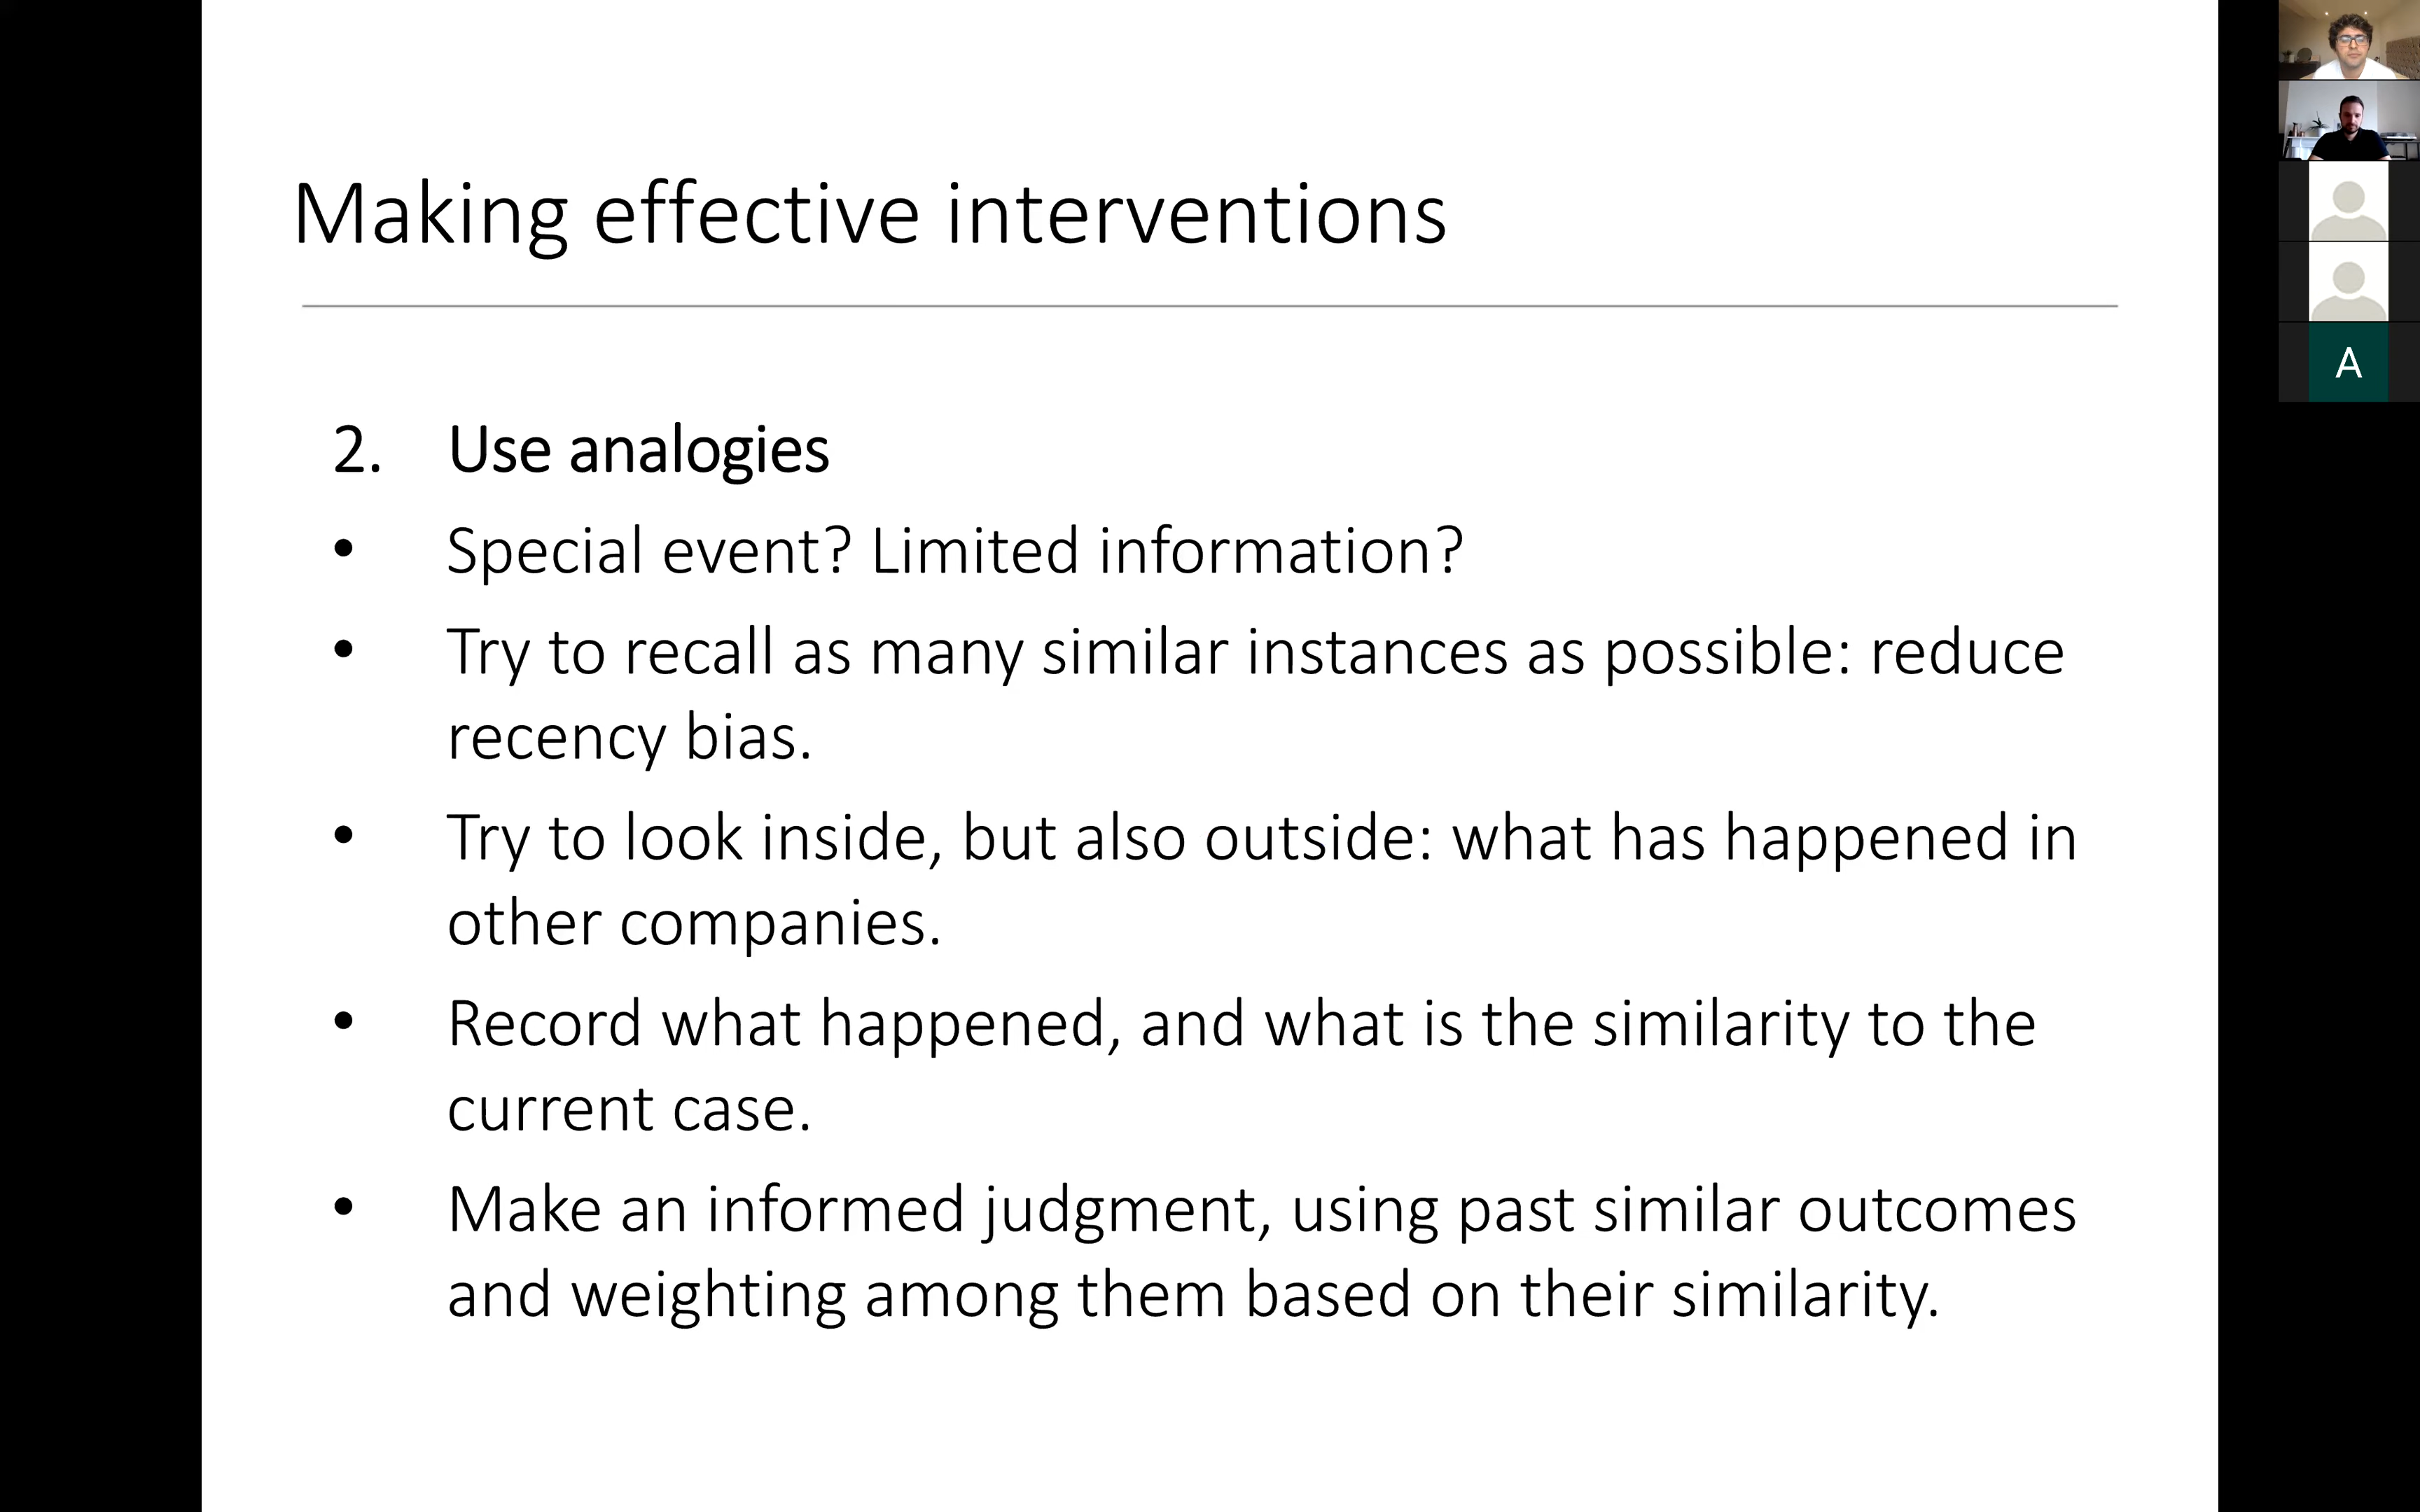 Making effective interventions
2. Use analogies
• Special event? Limited information?
• Try to recall as many similar instances as possible: reduce
recency bias.
• Try to look inside, but also outside: what has happened in
other companies.
• Record what happened, and what is the similarity to the
current case.
• Make an informed judgment, using past similar outcomes
and weighting among them based on their similarity.
A